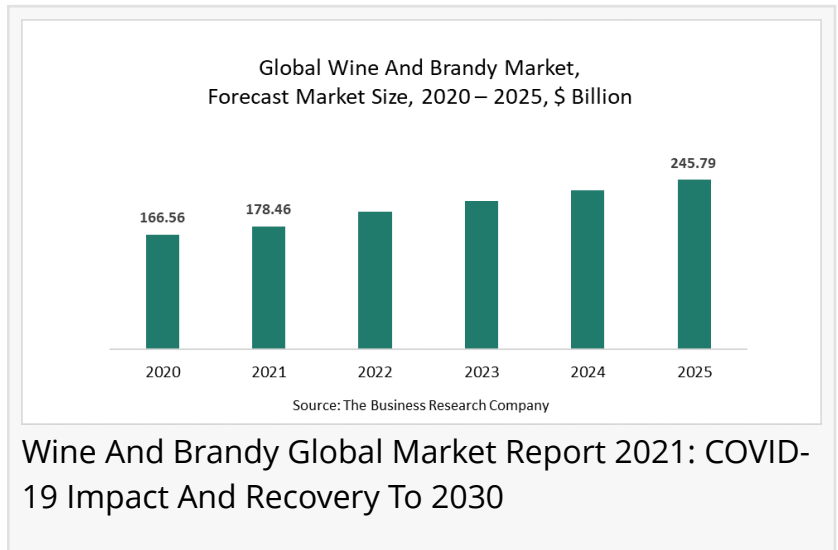 Global Wine And Brandy Market,
Forecast Market Size, 2020 – 2025, $ Billion
245.79
178.46
166.56
2020 2021 2022 2023 2024 2025
Source: The Business Research Company
Wine And Brandy Global Market Report 2021: COVID-
19 Impact And Recovery To 2030